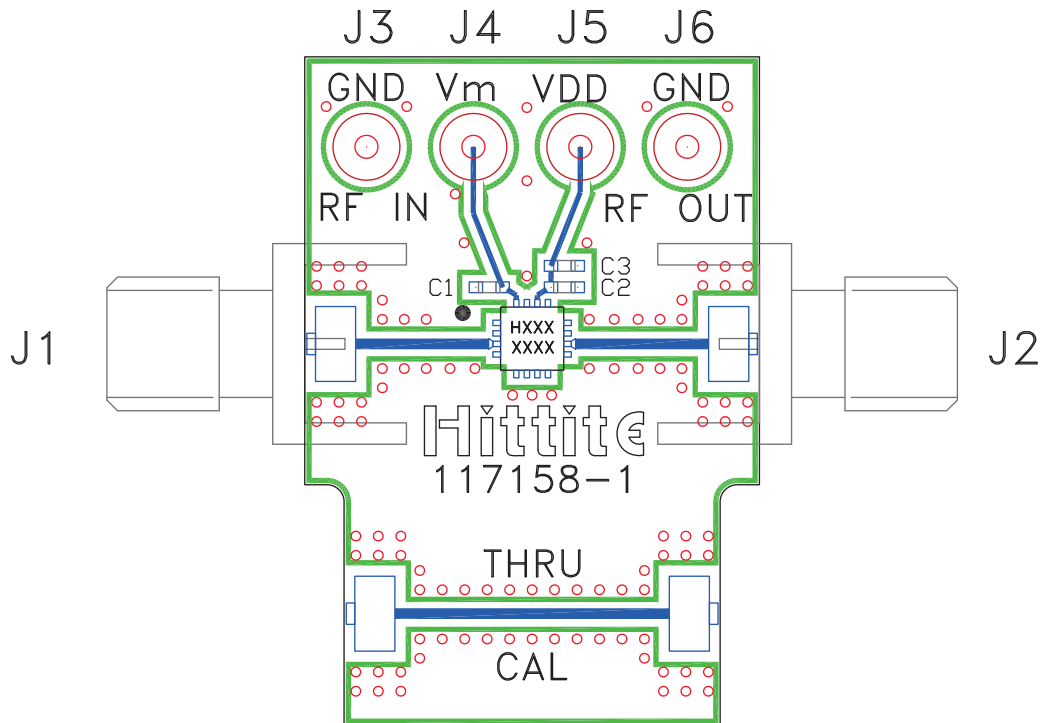 J3 J4 J5 J6
GND Vm VDD GND
RF IN RF OUT
C3
C1 C2
HXXX
J1 XXXX J2
Hittite
117158-1
THRU
CAL